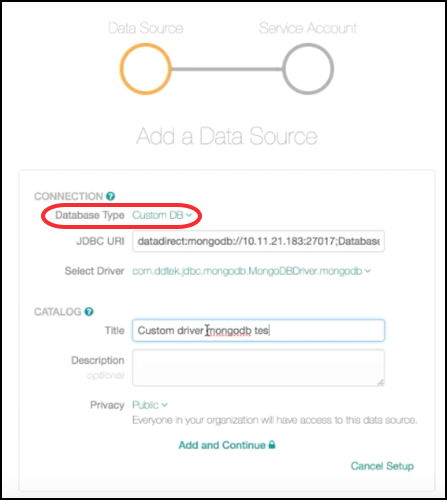 Data Source
Service Account
Add a Data Source
CONNECTION ?
Database Type Custom DB
JDBC URI datadirect:mongodb://10.11.21.183:27017;Database
Select Driver com.ddtek.jdbc.mongodb.MongoDBDriver.mongodb
CATALOG ?
Title Custom driver mongodb tes
Description
optional
Privacy Public
Everyone in your organization will have access to this data source.
Add and Continue
Cancel Setup